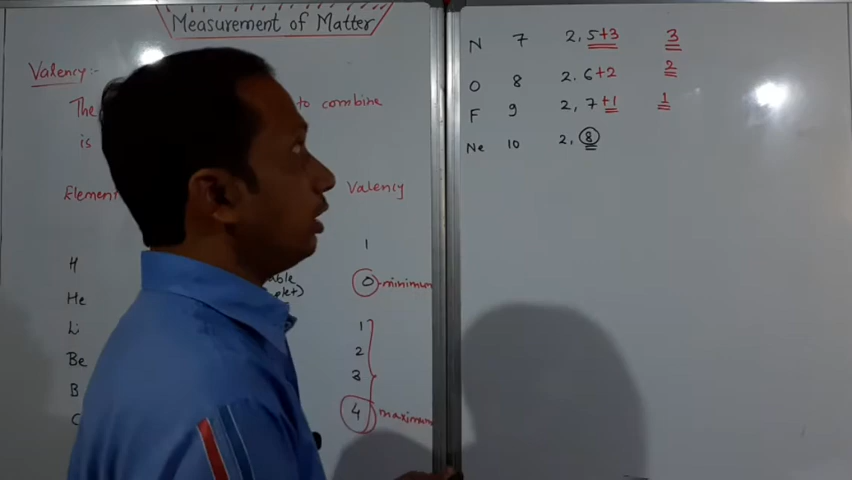 Measurement of Matter
Valency:-
The to combine
is
Element Valency
H 1
He able plet) 0 minimum
Li 1
Be 2
B 3
C 4 maximum
N 7 2, 5+3 3
O 8 2. 6+2 2
F 9 2, 7+1 1
Ne 10 2, 8